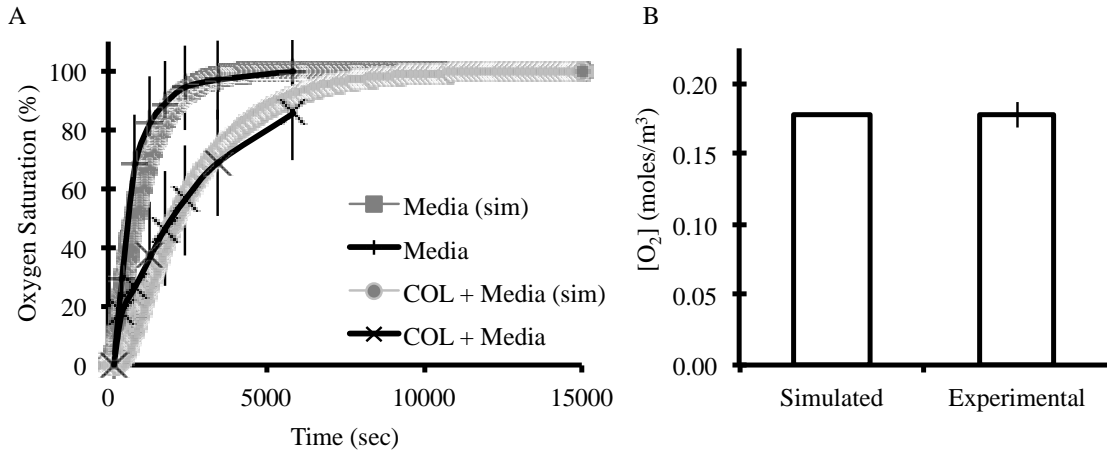 A
Oxygen Saturation (%)
100
80
60
40
20
0
0
5000
10000
15000
Time (sec)
Media (sim)
Media
COL + Media (sim)
COL + Media
B
[O₂] (moles/m³)
0.20
0.15
0.10
0.05
0.00
Simulated
Experimental